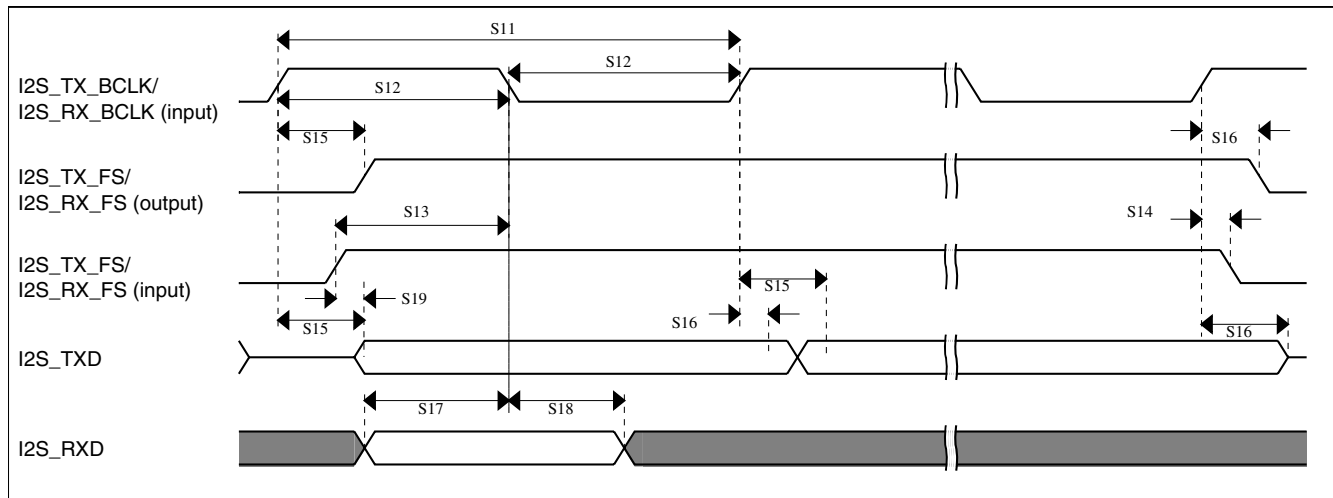 S11
I2S_TX_BCLK/
I2S_RX_BCLK (input)
S12
S12
S15
S16
I2S_TX_FS/
I2S_RX_FS (output)
S13
S14
I2S_TX_FS/
I2S_RX_FS (input)
S19
S15
S15
S16
S16
I2S_TXD
S17
S18
I2S_RXD